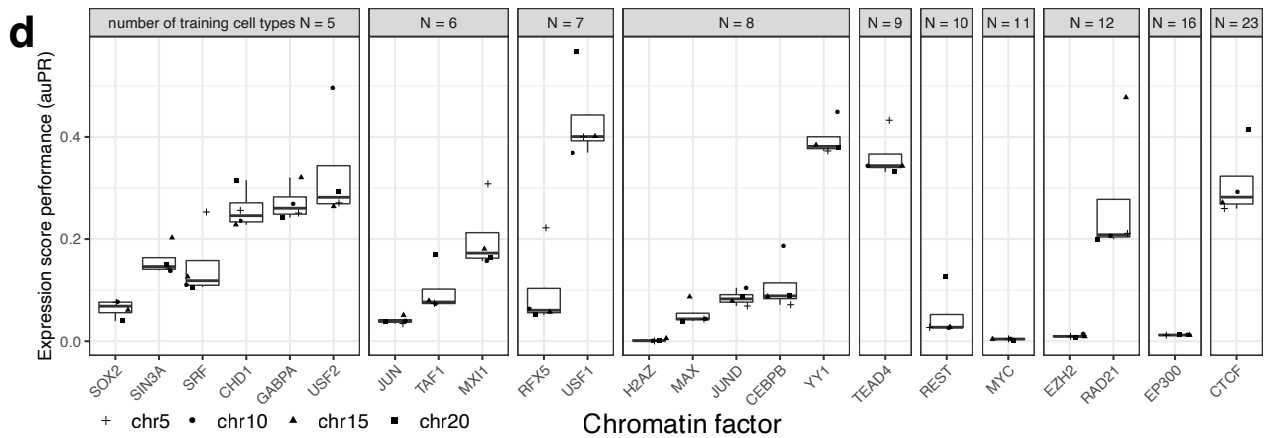 d
number of training cell types N = 5
N = 6
N = 7
N = 8
N = 9
N = 10
N = 11
N = 12
N = 16
N = 23
Expression score performance (auPR)
0.4
0.2
0.0
SOX2
SIN3A
SRF
CHD1
GABPA
USF2
JUN
TAF1
MXI1
RFX5
USF1
H2AZ
MAX
JUND
CEBPB
YY1
TEAD4
REST
MYC
EZH2
RAD21
EP300
CTCF
chr5
chr10
chr15
chr20
Chromatin factor